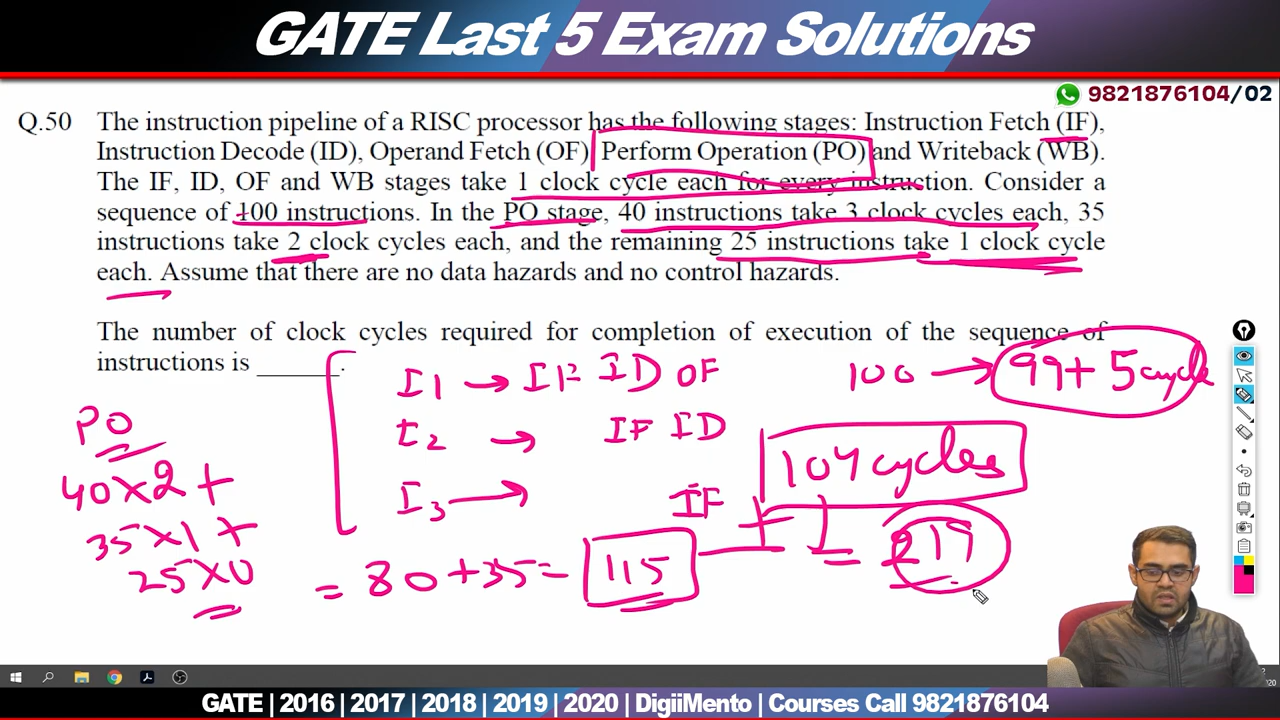 GATE Last 5 Exam Solutions
9821876104/02
Q.50 The instruction pipeline of a RISC processor has the following stages: Instruction Fetch (IF),
Instruction Decode (ID), Operand Fetch (OF) Perform Operation (PO) and Writeback (WB).
The IF, ID, OF and WB stages take 1 clock cycle each for every instruction. Consider a
sequence of 100 instructions. In the PO stage, 40 instructions take 3 clock cycles each, 35
instructions take 2 clock cycles each, and the remaining 25 instructions take 1 clock cycle
each. Assume that there are no data hazards and no control hazards.
The number of clock cycles required for completion of execution of the sequence of
instructions is ______.
I1 → IF ID OF
100 → 99+ 5 cycle
I2 → IF ID
I3 → IF
104 cycles
PO
40×2 +
35×1 +
25×0
= 80+35= 115
= 219
GATE | 2016 | 2017 | 2018 | 2019 | 2020 | DigiiMento | Courses Call 9821876104